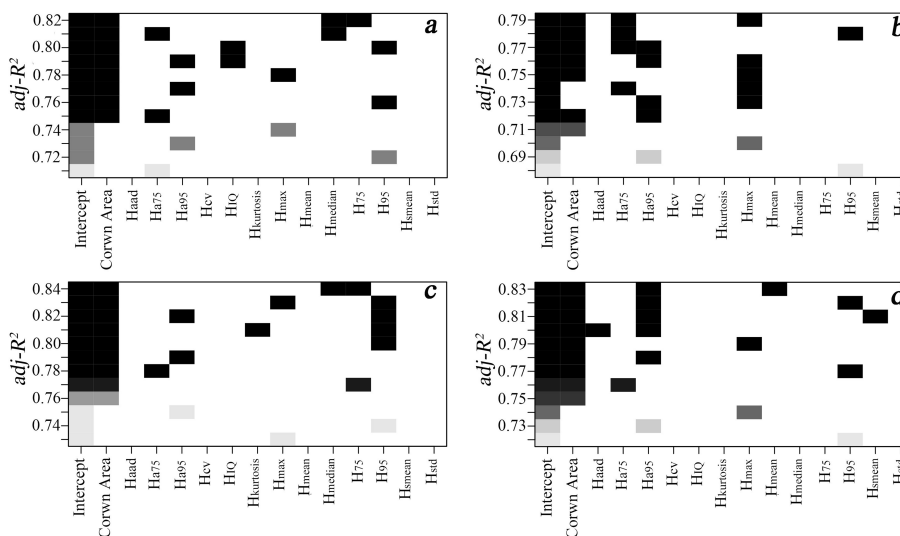 a
adj-R²
0.82
0.80
0.78
0.76
0.74
0.72
Intercept
Corwn Area
Haad
Ha75
Ha95
Hcv
HIQ
Hkurtosis
Hmax
Hmean
Hmedian
H75
H95
Hsmean
Hstd
b
adj-R²
0.79
0.77
0.75
0.73
0.71
0.69
Intercept
Corwn Area
Haad
Ha75
Ha95
Hcv
HIQ
Hkurtosis
Hmax
Hmean
Hmedian
H75
H95
Hsmean
c
adj-R²
0.84
0.82
0.80
0.78
0.76
0.74
Intercept
Corwn Area
Haad
Ha75
Ha95
Hcv
HIQ
Hkurtosis
Hmax
Hmean
Hmedian
H75
H95
Hsmean
Hstd
d
adj-R²
0.83
0.81
0.79
0.77
0.75
0.73
Intercept
Corwn Area
Haad
Ha75
Ha95
Hcv
HIQ
Hkurtosis
Hmax
Hmean
Hmedian
H75
H95
Hsmean